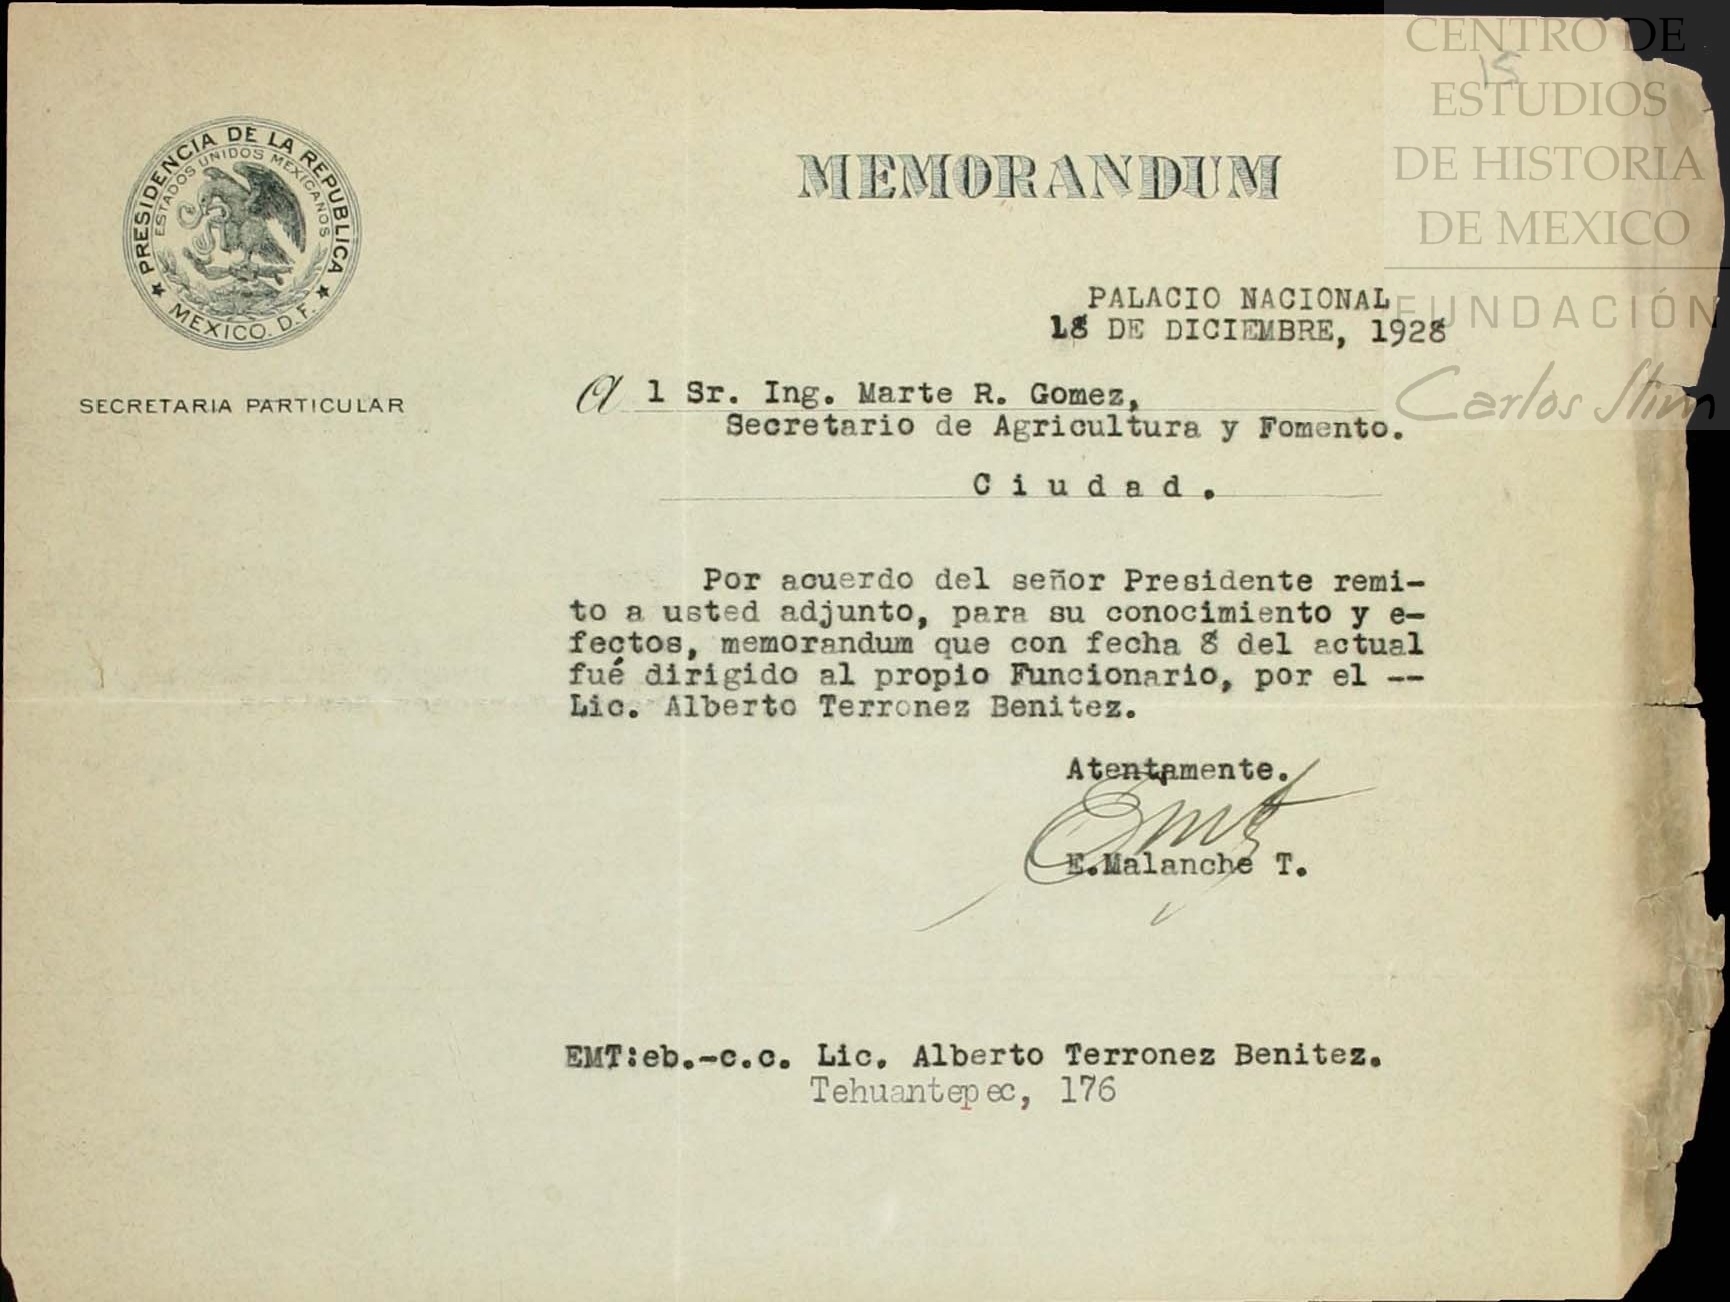 CENTRO DE
ESTUDIOS
DE HISTORIA
DE MEXICO
FUNDACIÓN
Carlos Slim
15
PRESIDENCIA DE LA REPUBLICA
ESTADOS UNIDOS MEXICANOS
MEXICO. D.F.
SECRETARIA PARTICULAR
MEMORANDUM
PALACIO NACIONAL
18 DE DICIEMBRE, 1928
Al Sr. Ing. Marte R. Gomez,
Secretario de Agricultura y Fomento.
Ciudad.
Por acuerdo del señor Presidente remi-
to a usted adjunto, para su conocimiento y e-
fectos, memorandum que con fecha 8 del actual
fué dirigido al propio Funcionario, por el --
Lic. Alberto Terronez Benitez.
Atentamente.
E.Malanche T.
EMT:eb.-c.c. Lic. Alberto Terronez Benitez.
Tehuantepec, 176